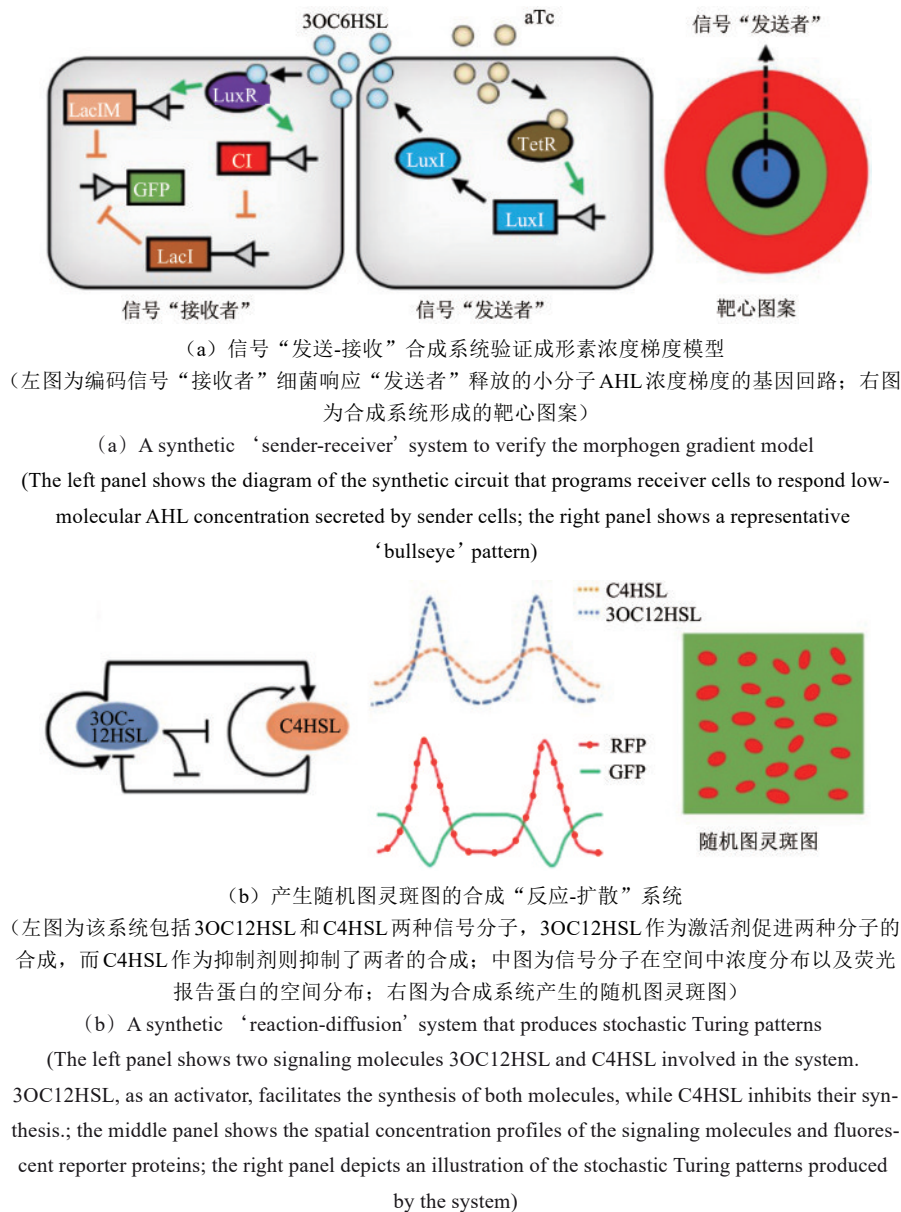 3OC6HSL
aTc
信号“发送者”
LuxR
LacIM
CI
GFP
LacI
LuxI
TetR
LuxI
信号“接收者”
信号“发送者”
靶心图案
（a）信号“发送-接收”合成系统验证成形素浓度梯度模型
（左图为编码信号“接收者”细菌响应“发送者”释放的小分子AHL浓度梯度的基因回路；右图
为合成系统形成的靶心图案）
（a）A synthetic ‘sender-receiver’ system to verify the morphogen gradient model
(The left panel shows the diagram of the synthetic circuit that programs receiver cells to respond low-
molecular AHL concentration secreted by sender cells; the right panel shows a representative
‘bullseye’ pattern)
C4HSL
3OC12HSL
3OC-
12HSL
C4HSL
RFP
GFP
随机图灵斑图
（b）产生随机图灵斑图的合成“反应-扩散”系统
（左图为该系统包括3OC12HSL和C4HSL两种信号分子，3OC12HSL作为激活剂促进两种分子的
合成，而C4HSL作为抑制剂则抑制了两者的合成；中图为信号分子在空间中浓度分布以及荧光
报告蛋白的空间分布；右图为合成系统产生的随机图灵斑图）
（b）A synthetic ‘reaction-diffusion’ system that produces stochastic Turing patterns
(The left panel shows two signaling molecules 3OC12HSL and C4HSL involved in the system.
3OC12HSL, as an activator, facilitates the synthesis of both molecules, while C4HSL inhibits their syn-
thesis.; the middle panel shows the spatial concentration profiles of the signaling molecules and fluores-
cent reporter proteins; the right panel depicts an illustration of the stochastic Turing patterns produced
by the system)